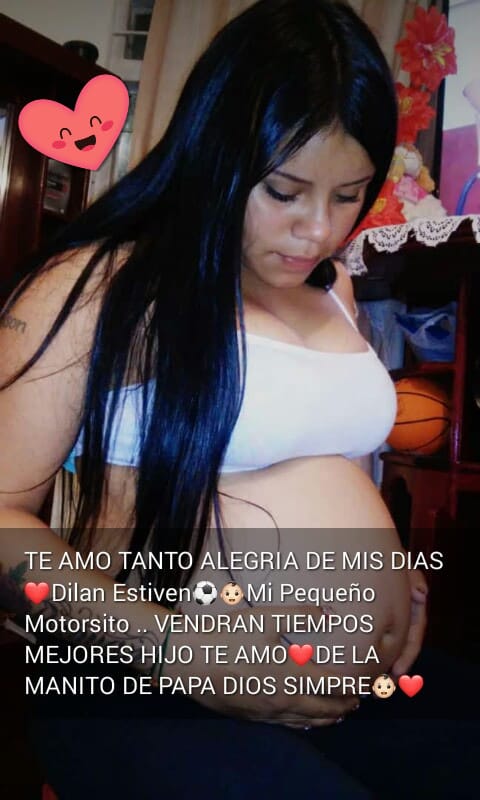 TE AMO TANTO ALEGRIA DE MIS DIAS
❤️Dilan Estiven⚽👶🏻Mi Pequeño
Motorsito .. VENDRAN TIEMPOS
MEJORES HIJO TE AMO❤️DE LA
MANITO DE PAPA DIOS SIMPRE👶🏻❤️